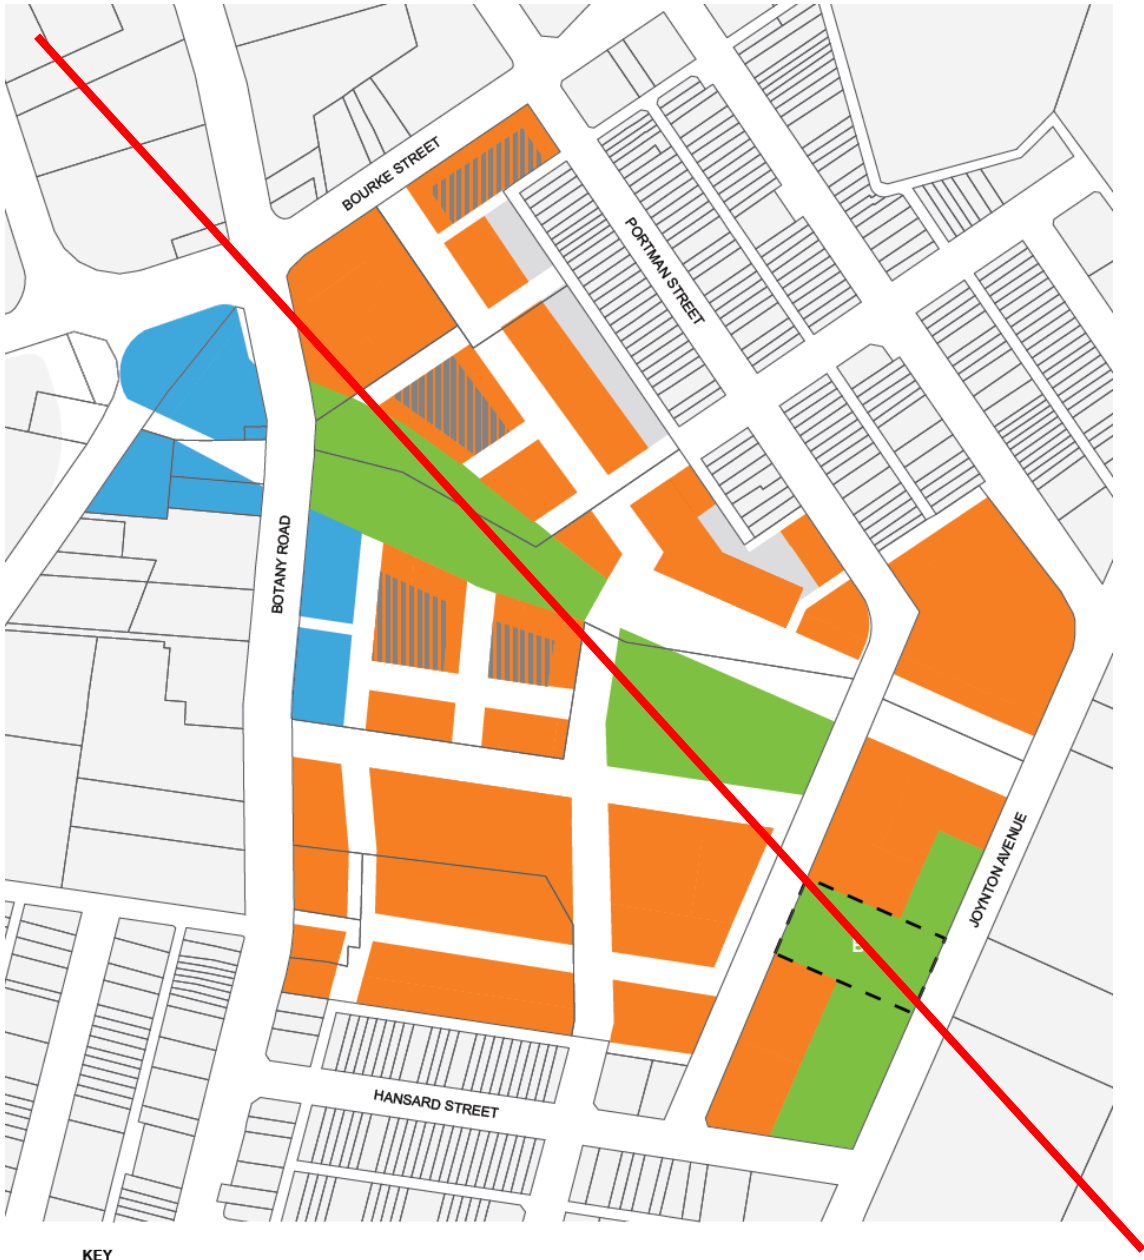 BOURKE STREET
PORTMAN STREET
BOTANY ROAD
JOYNTON AVENUE
HANSARD STREET
KEY